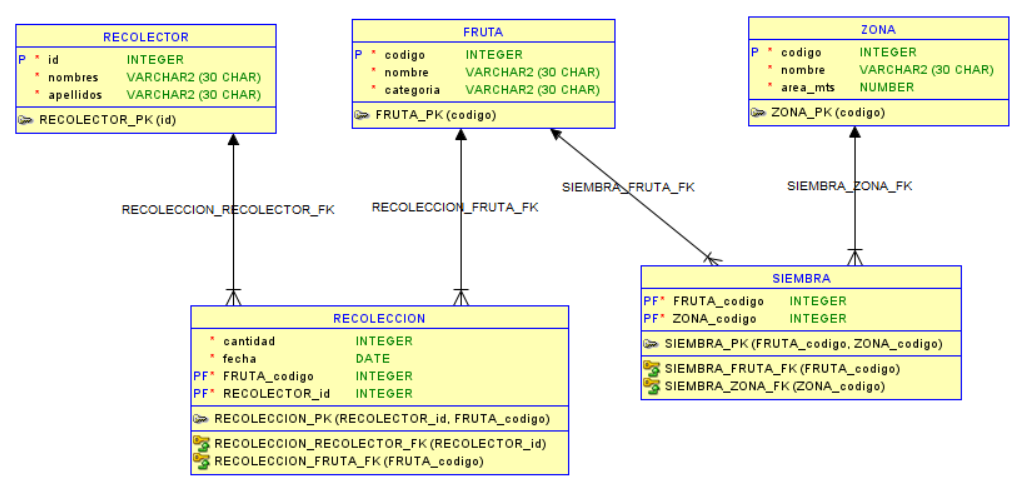 RECOLECTOR
P * id INTEGER
* nombres VARCHAR2 (30 CHAR)
* apellidos VARCHAR2 (30 CHAR)
RECOLECTOR_PK (id)
FRUTA
P * codigo INTEGER
* nombre VARCHAR2 (30 CHAR)
* categoria VARCHAR2 (30 CHAR)
FRUTA_PK (codigo)
ZONA
P * codigo INTEGER
* nombre VARCHAR2 (30 CHAR)
* area_mts NUMBER
ZONA_PK (codigo)
RECOLECCION_RECOLECTOR_FK
RECOLECCION_FRUTA_FK
SIEMBRA_FRUTA_FK
SIEMBRA_ZONA_FK
RECOLECCION
* cantidad INTEGER
* fecha DATE
PF* FRUTA_codigo INTEGER
PF* RECOLECTOR_id INTEGER
RECOLECCION_PK (RECOLECTOR_id, FRUTA_codigo)
RECOLECCION_RECOLECTOR_FK (RECOLECTOR_id)
RECOLECCION_FRUTA_FK (FRUTA_codigo)
SIEMBRA
PF* FRUTA_codigo INTEGER
PF* ZONA_codigo INTEGER
SIEMBRA_PK (FRUTA_codigo, ZONA_codigo)
SIEMBRA_FRUTA_FK (FRUTA_codigo)
SIEMBRA_ZONA_FK (ZONA_codigo)